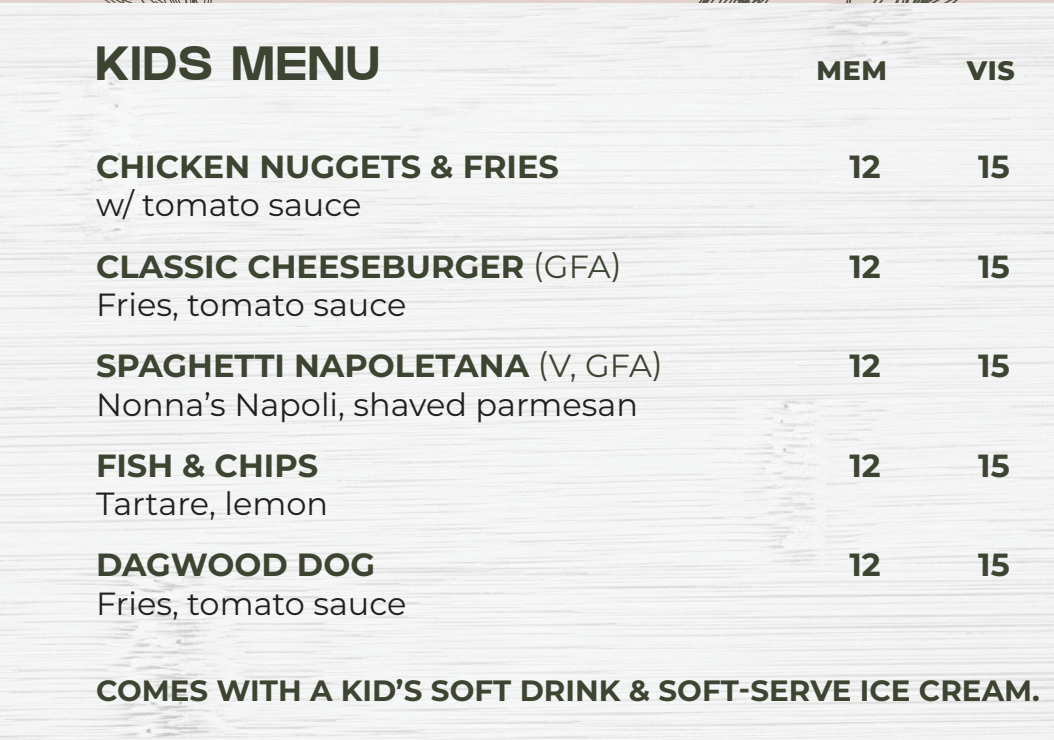 KIDS MENU MEM VIS
CHICKEN NUGGETS & FRIES 12 15
w/ tomato sauce
CLASSIC CHEESEBURGER (GFA) 12 15
Fries, tomato sauce
SPAGHETTI NAPOLETANA (V, GFA) 12 15
Nonna’s Napoli, shaved parmesan
FISH & CHIPS 12 15
Tartare, lemon
DAGWOOD DOG 12 15
Fries, tomato sauce
COMES WITH A KID’S SOFT DRINK & SOFT-SERVE ICE CREAM.